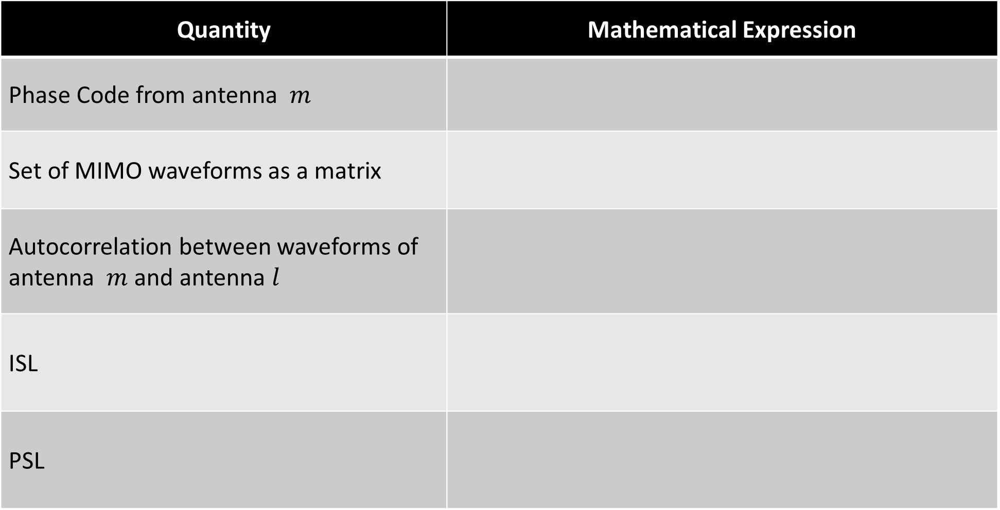 Quantity
Mathematical Expression
Phase Code from antenna m
Set of MIMO waveforms as a matrix
Autocorrelation between waveforms of
antenna m and antenna l
ISL
PSL